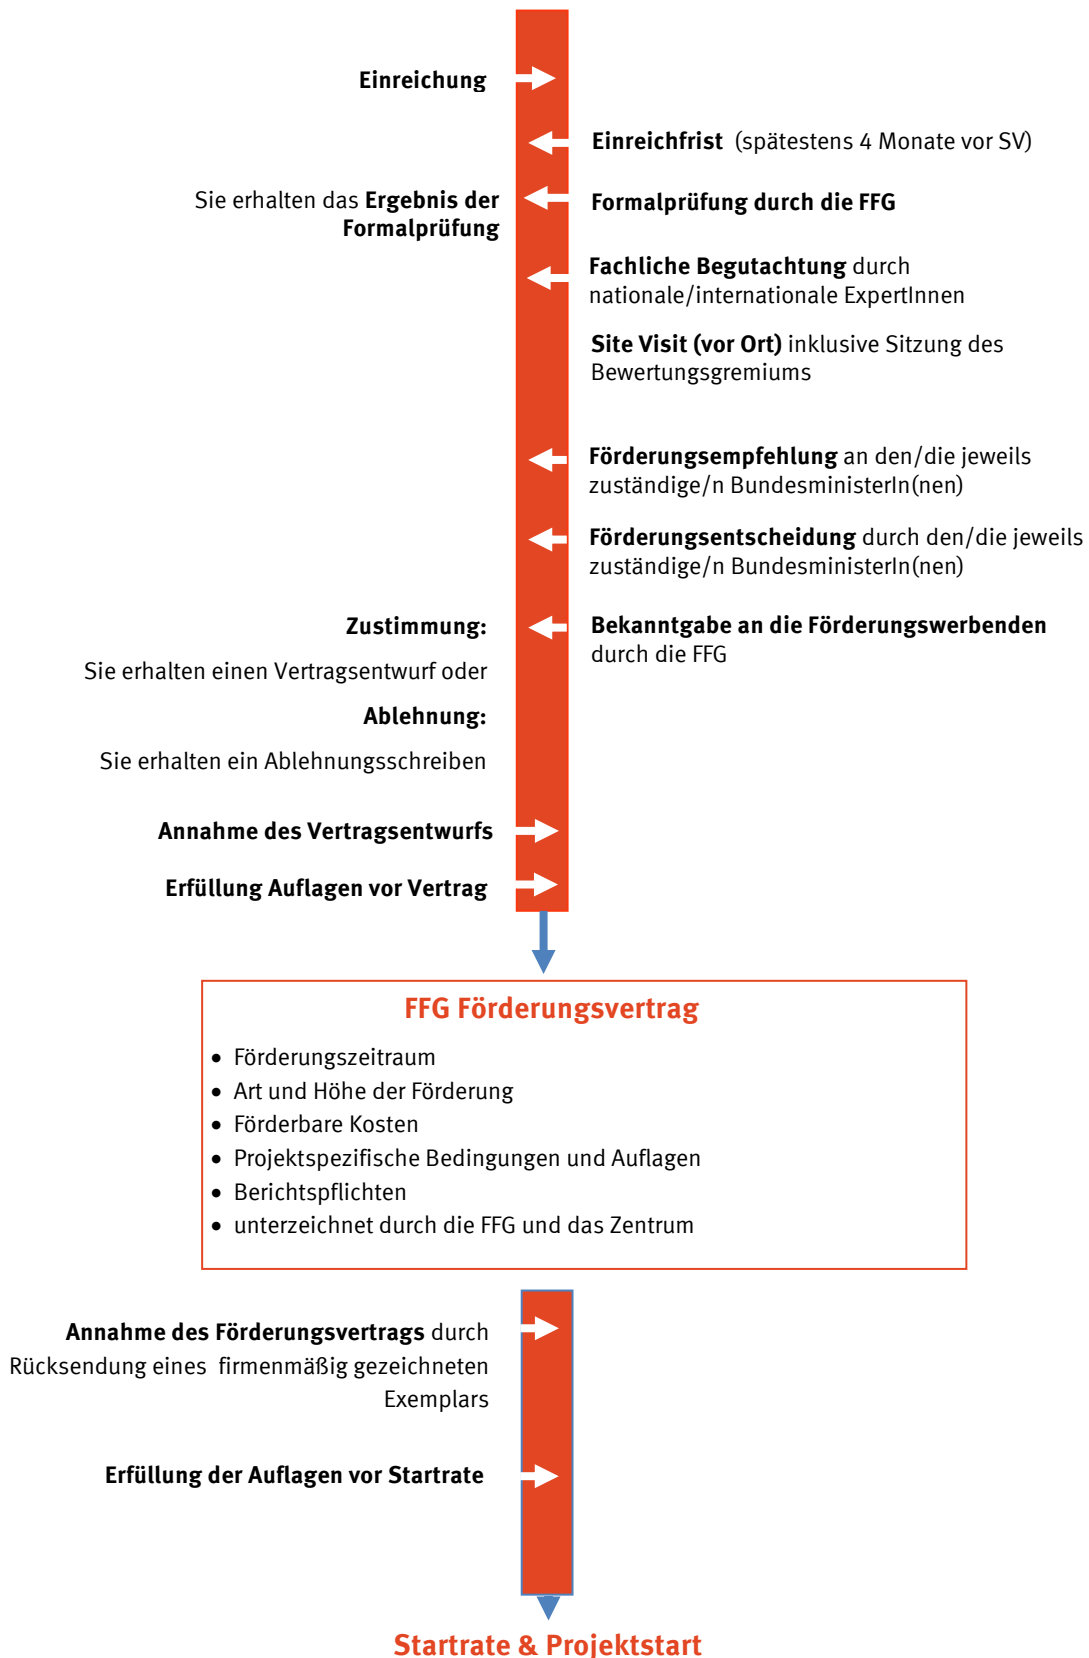 Einreichung
Einreichfrist (spätestens 4 Monate vor SV)
Sie erhalten das Ergebnis der
Formalprüfung
Formalprüfung durch die FFG
Fachliche Begutachtung durch
nationale/internationale ExpertInnen
Site Visit (vor Ort) inklusive Sitzung des
Bewertungsgremiums
Förderungsempfehlung an den/die jeweils
zuständige/n BundesministerIn(nen)
Förderungsentscheidung durch den/die jeweils
zuständige/n BundesministerIn(nen)
Bekanntgabe an die Förderungswerbenden
durch die FFG
Zustimmung:
Sie erhalten einen Vertragsentwurf oder
Ablehnung:
Sie erhalten ein Ablehnungsschreiben
Annahme des Vertragsentwurfs
Erfüllung Auflagen vor Vertrag
FFG Förderungsvertrag
• Förderungszeitraum
• Art und Höhe der Förderung
• Förderbare Kosten
• Projektspezifische Bedingungen und Auflagen
• Berichtspflichten
• unterzeichnet durch die FFG und das Zentrum
Annahme des Förderungsvertrags durch
Rücksendung eines firmenmäßig gezeichneten
Exemplars
Erfüllung der Auflagen vor Startrate
Startrate & Projektstart